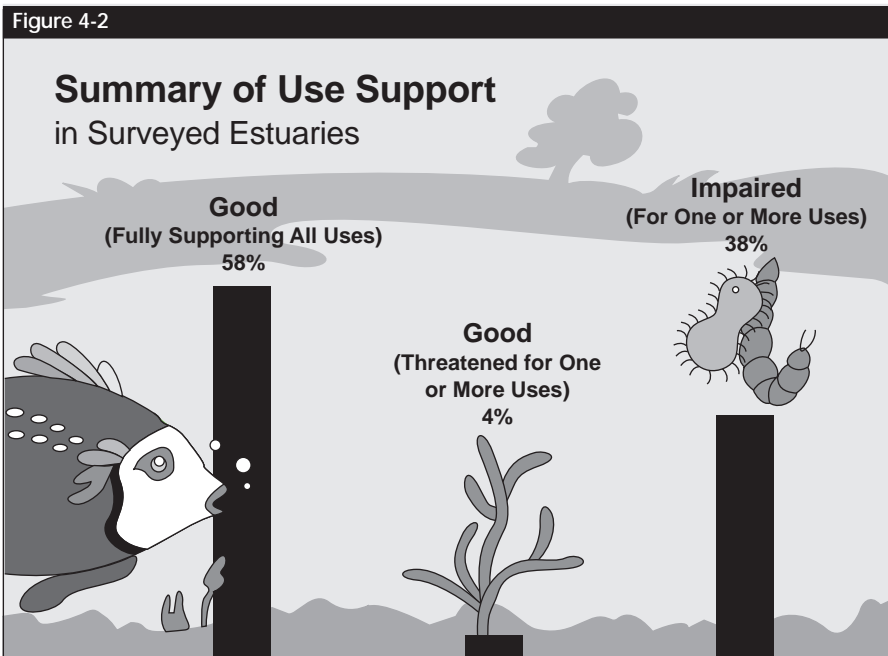 Figure 4-2
Summary of Use Support
in Surveyed Estuaries
Good
(Fully Supporting All Uses)
58%
Good
(Threatened for One
or More Uses)
4%
Impaired
(For One or More Uses)
38%